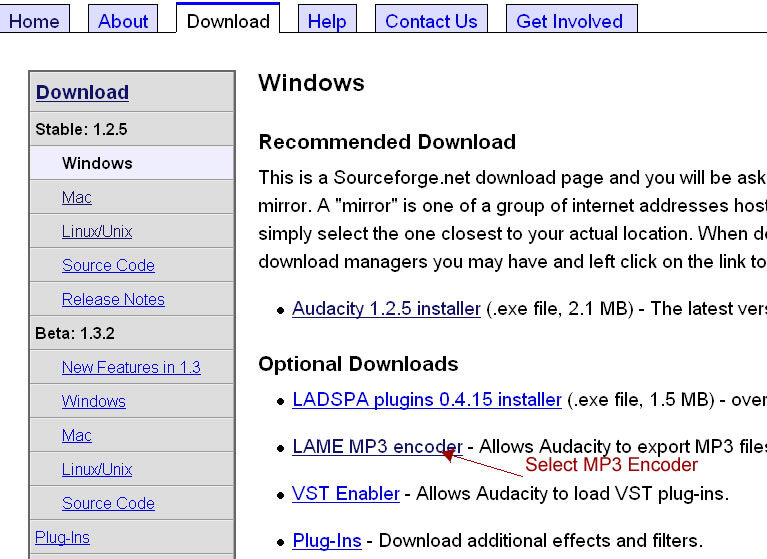 Home About Download Help Contact Us Get Involved
Download
Stable: 1.2.5
Windows
Mac
Linux/Unix
Source Code
Release Notes
Beta: 1.3.2
New Features in 1.3
Windows
Mac
Linux/Unix
Source Code
Plug-Ins
Windows
Recommended Download
This is a Sourceforge.net download page and you will be ask
mirror. A "mirror" is one of a group of internet addresses host
simply select the one closest to your actual location. When d
download managers you may have and left click on the link to
• Audacity 1.2.5 installer (.exe file, 2.1 MB) - The latest vers
Optional Downloads
• LADSPA plugins 0.4.15 installer (.exe file, 1.5 MB) - over
• LAME MP3 encoder - Allows Audacity to export MP3 files
Select MP3 Encoder
• VST Enabler - Allows Audacity to load VST plug-ins.
• Plug-Ins - Download additional effects and filters.